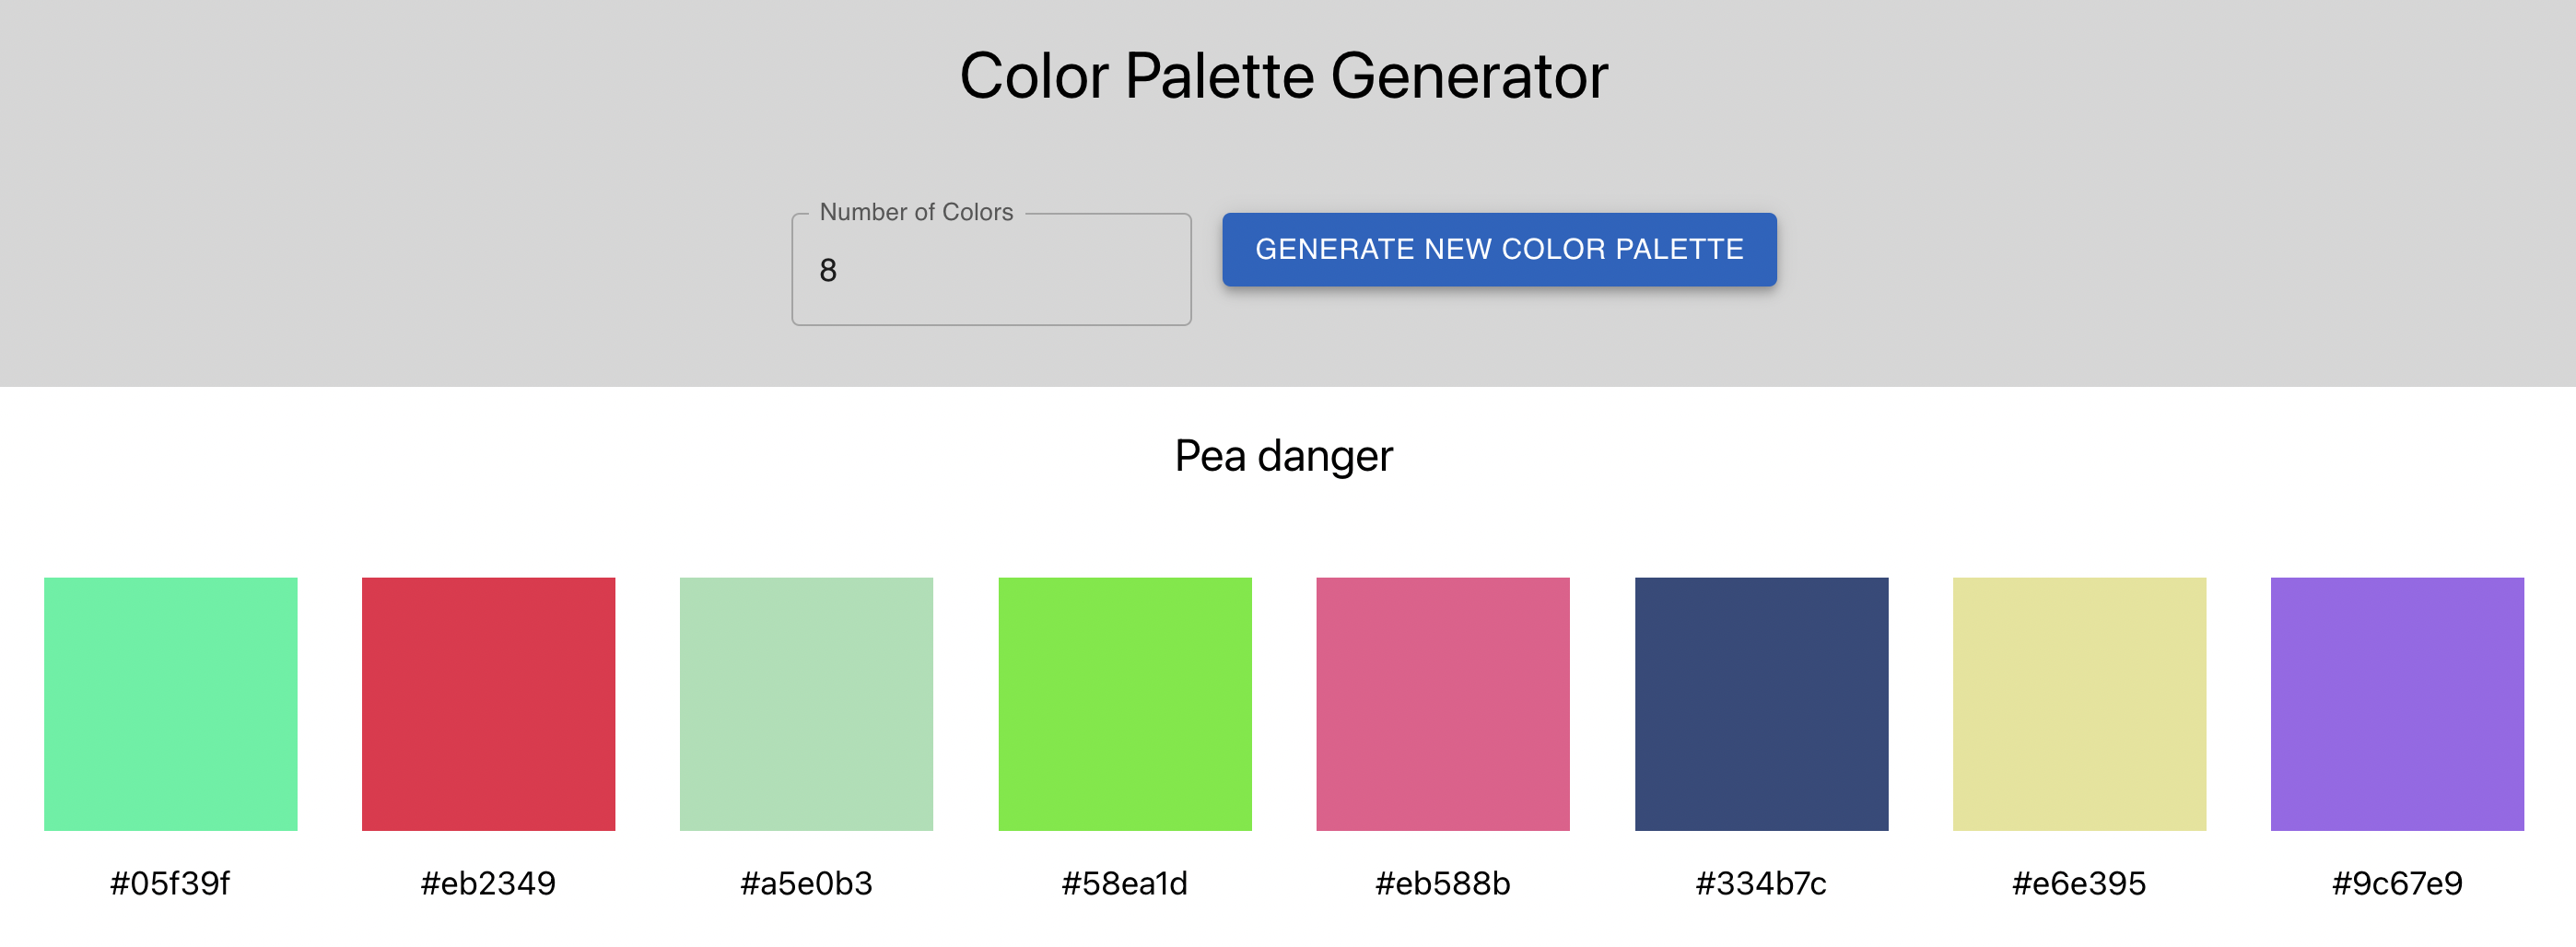 Color Palette Generator
Number of Colors
8
GENERATE NEW COLOR PALETTE
Pea danger
#05f39f #eb2349 #a5e0b3 #58ea1d #eb588b #334b7c #e6e395 #9c67e9